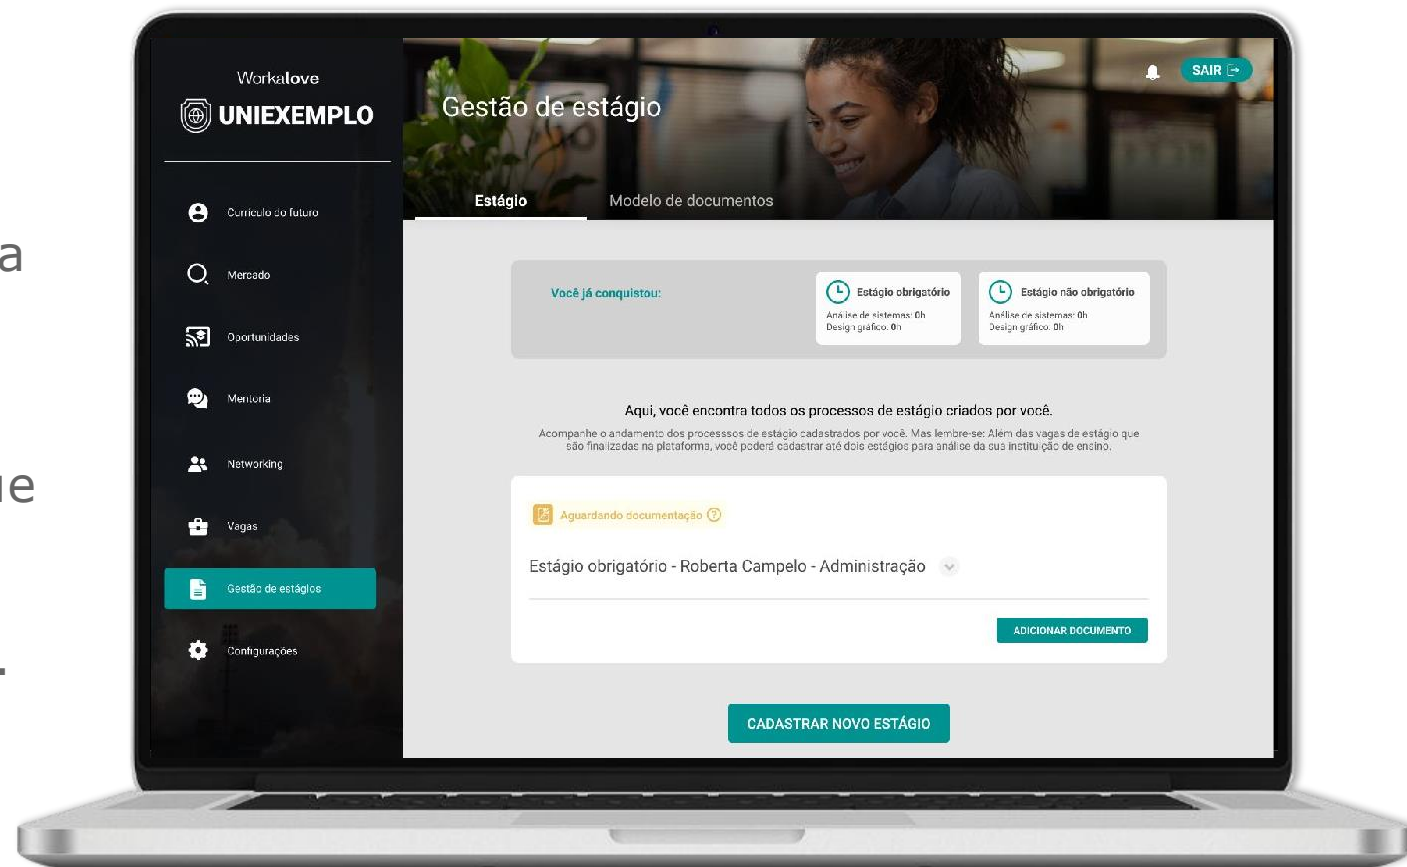 a
ue
.
Workalove
UNIEXEMPLO
Currículo do futuro
Mercado
Oportunidades
Mentoria
Networking
Vagas
Gestão de estágios
Configurações
Gestão de estágio
SAIR
Estágio
Modelo de documentos
Você já conquistou:
Estágio obrigatório
Análise de sistemas: 0h
Design gráfico: 0h
Estágio não obrigatório
Análise de sistemas: 0h
Design gráfico: 0h
Aqui, você encontra todos os processos de estágio criados por você.
Acompanhe o andamento dos processsos de estágio cadastrados por você. Mas lembre-se: Além das vagas de estágio que
são finalizadas na plataforma, você poderá cadastrar até dois estágios para análise da sua instituição de ensino.
Aguardando documentação ?
Estágio obrigatório - Roberta Campelo - Administração
ADICIONAR DOCUMENTO
CADASTRAR NOVO ESTÁGIO